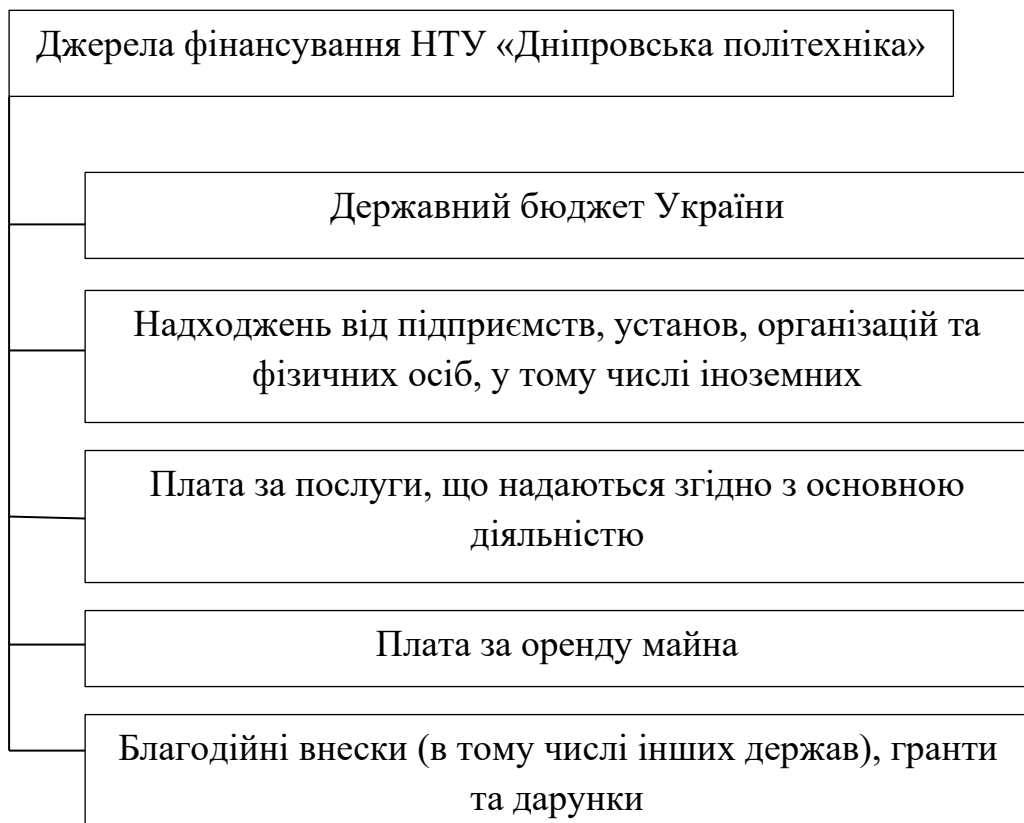 Джерела фінансування НТУ «Дніпровська політехніка»
Державний бюджет України
Надходжень від підприємств, установ, організацій та
фізичних осіб, у тому числі іноземних
Плата за послуги, що надаються згідно з основною
діяльністю
Плата за оренду майна
Благодійні внески (в тому числі інших держав), гранти
та дарунки